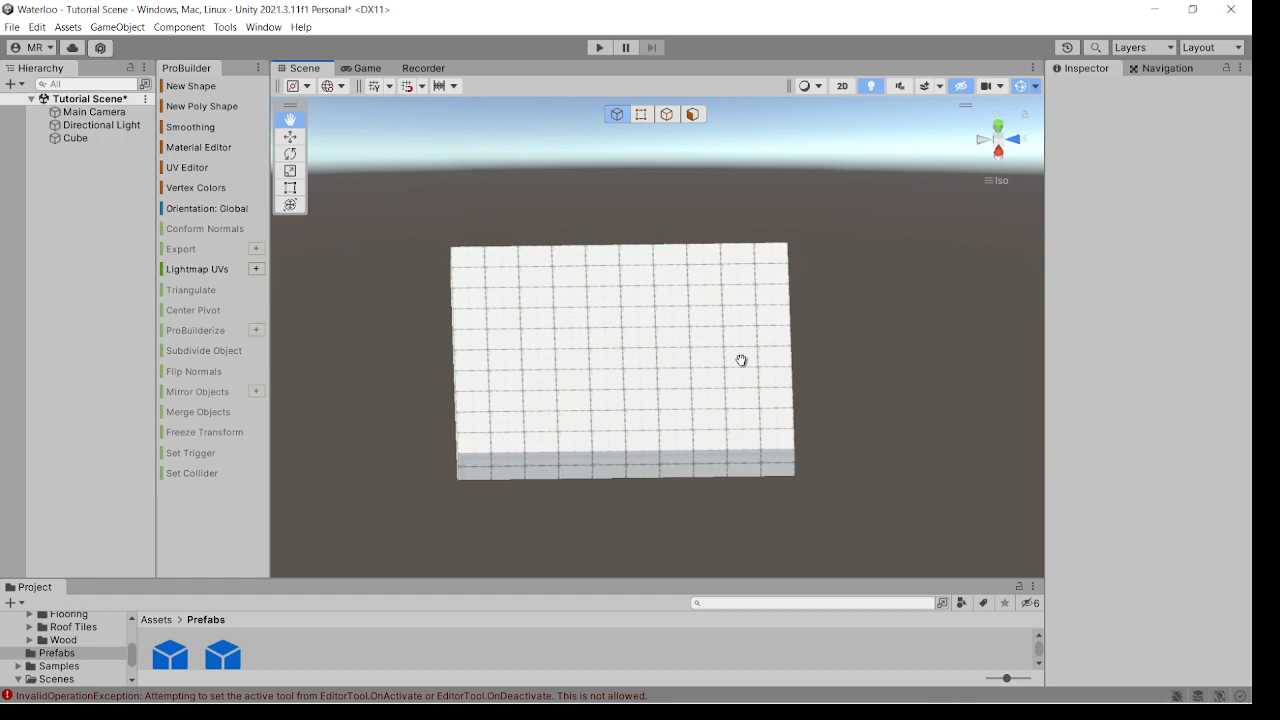 Waterloo - Tutorial Scene - Windows, Mac, Linux - Unity 2021.3.11f1 Personal* <DX11>
File Edit Assets GameObject Component Tools Window Help
MR Layers Layout
Hierarchy ProBuilder Scene Game Recorder Inspector Navigation
All
New Shape
2D
Tutorial Scene*
Main Camera
New Poly Shape
Directional Light
Smoothing
Cube
Material Editor
UV Editor
Iso
Vertex Colors
Orientation: Global
Conform Normals
Export
Lightmap UVs
Triangulate
Center Pivot
ProBuilderize
Subdivide Object
Flip Normals
Mirror Objects
Merge Objects
Freeze Transform
Set Trigger
Set Collider
Project
6
Flooring
Assets > Prefabs
Roof Tiles
Wood
Prefabs
Samples
Scenes
InvalidOperationException: Attempting to set the active tool from EditorTool.OnActivate or EditorTool.OnDeactivate. This is not allowed.